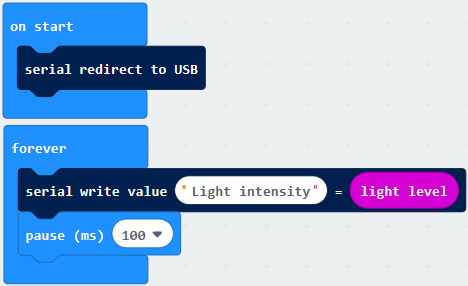 on start
serial redirect to USB
forever
serial write value "Light intensity" = light level
pause (ms) 100